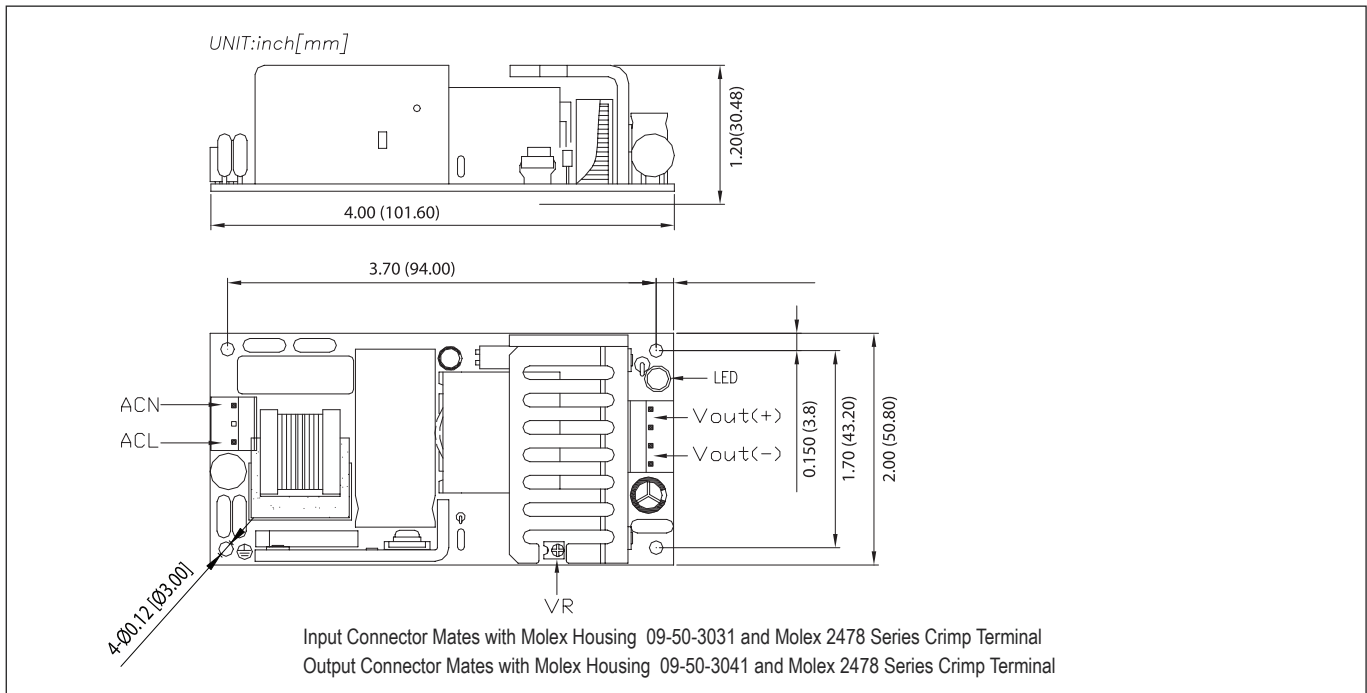 UNIT:inch[mm]
1.20(30.48)
4.00 (101.60)
3.70 (94.00)
ACN
ACL
LED
Vout(+)
Vout(-)
0.150 (3.8)
1.70 (43.20)
2.00 (50.80)
4-Ø0.12 [Ø3.00]
VR
Input Connector Mates with Molex Housing 09-50-3031 and Molex 2478 Series Crimp Terminal
Output Connector Mates with Molex Housing 09-50-3041 and Molex 2478 Series Crimp Terminal